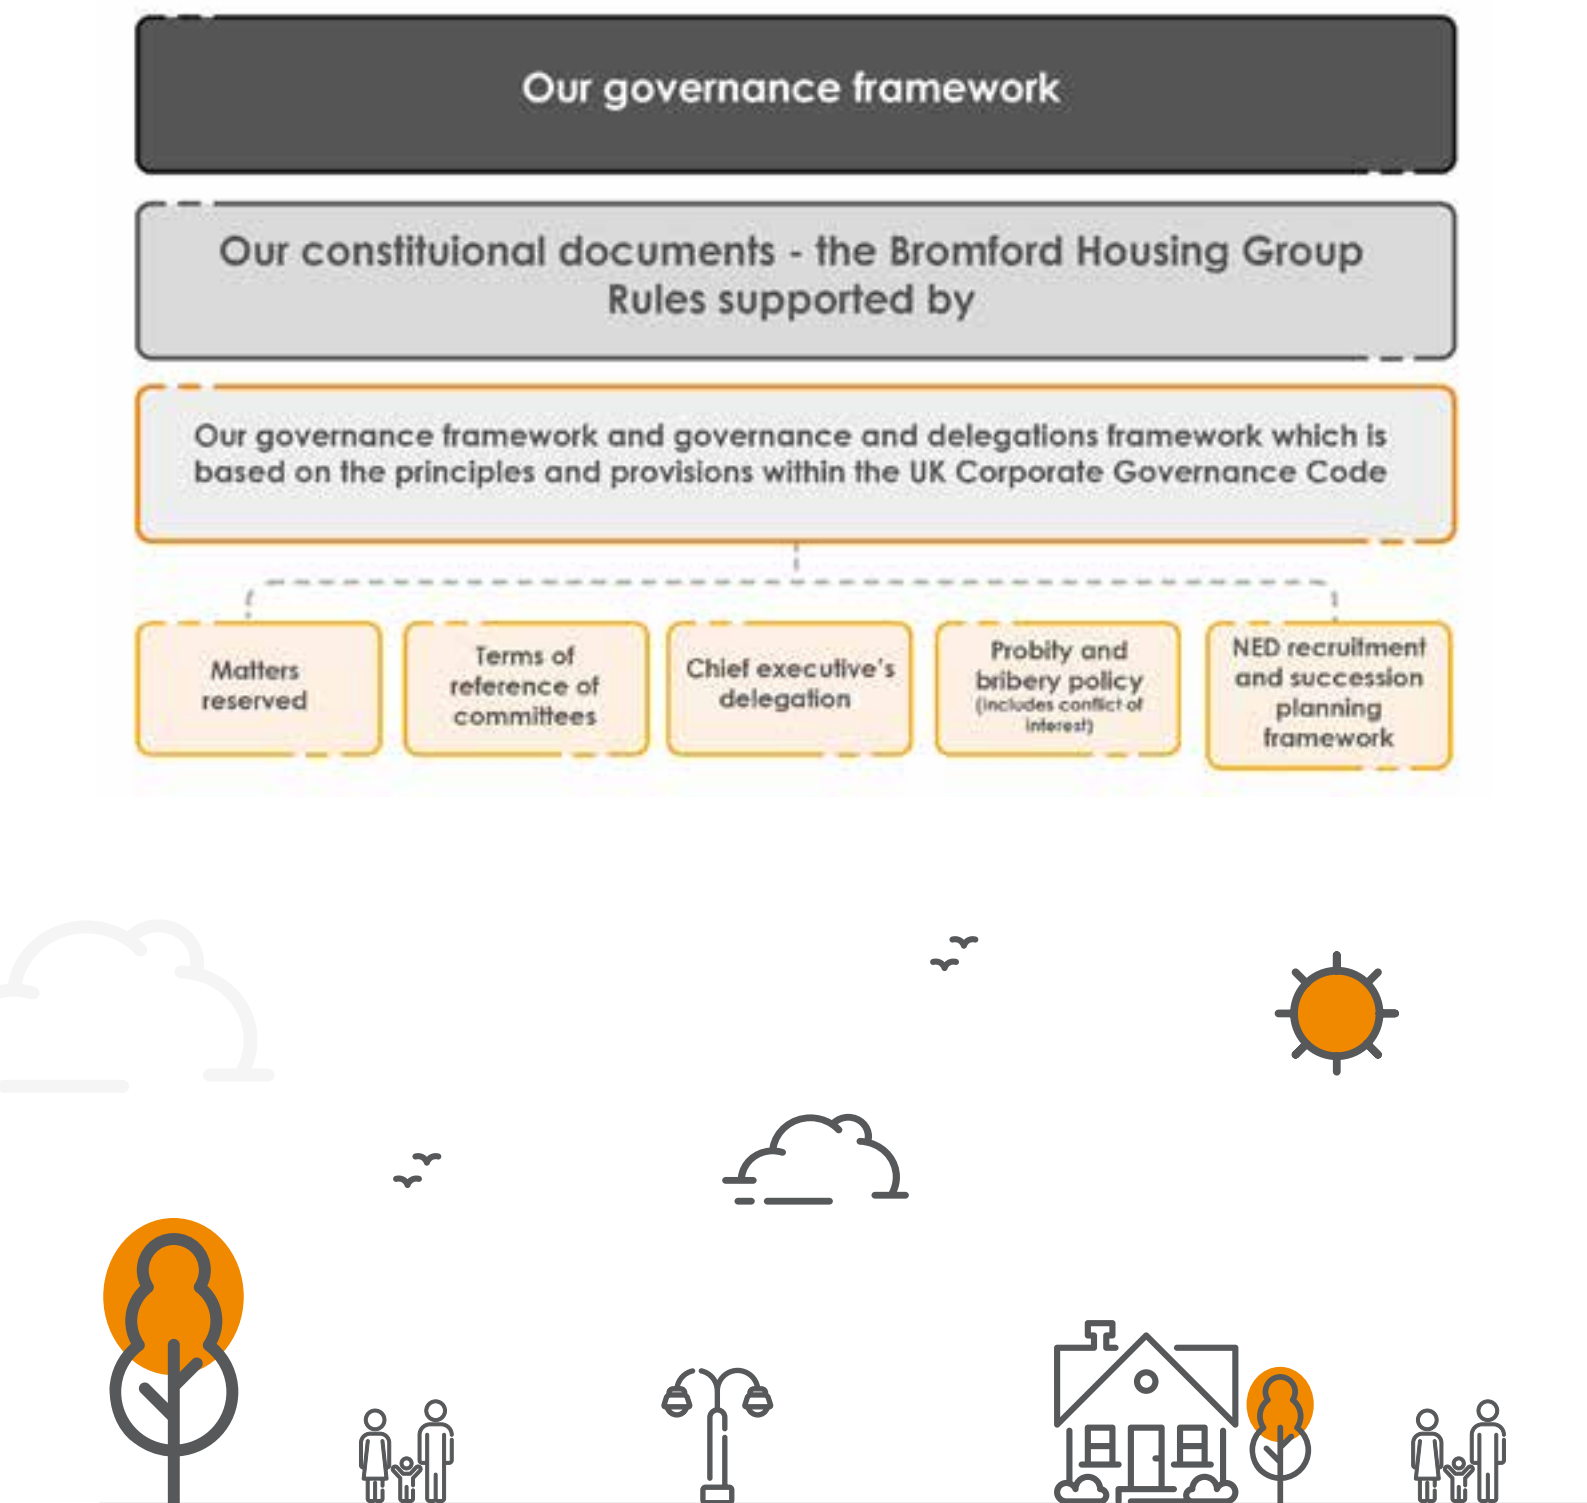 Our governance framework
Our constituional documents - the Bromford Housing Group
Rules supported by
Our governance framework and governance and delegations framework which is
based on the principles and provisions within the UK Corporate Governance Code
Matters
reserved
Terms of
reference of
committees
Chief executive's
delegation
Probity and
bribery policy
(includes conflict of
interest)
NED recruitment
and succession
planning
framework